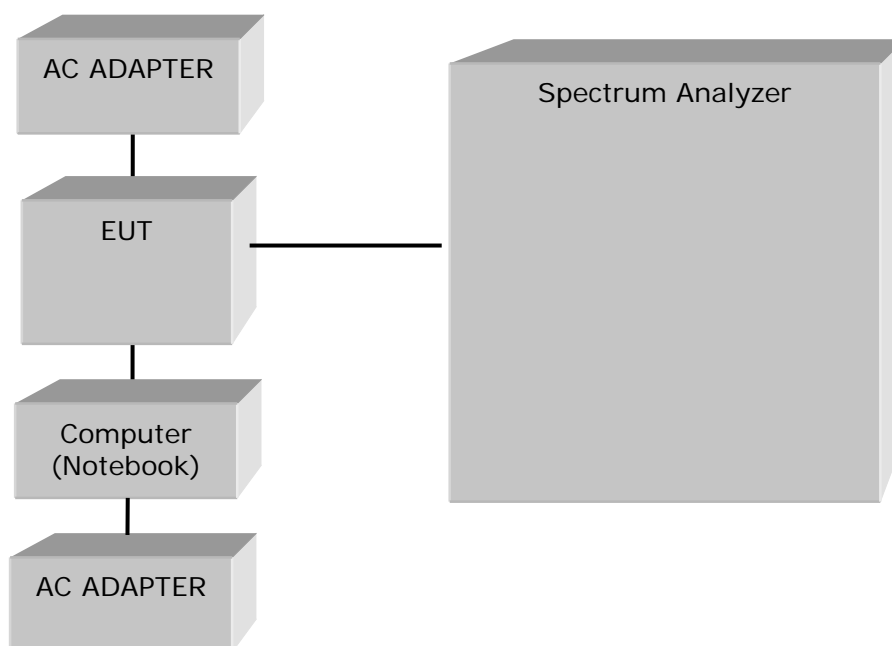 AC ADAPTER
Spectrum Analyzer
EUT
Computer
(Notebook)
AC ADAPTER